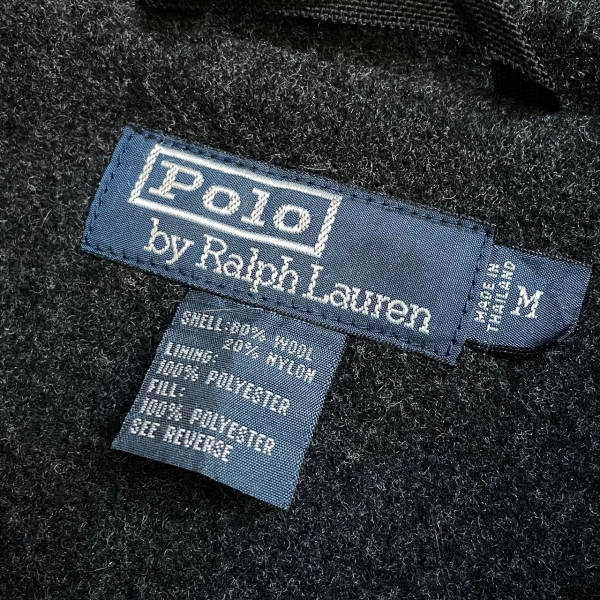 Polo
by Ralph Lauren
MADE IN
THAILAND
M
SHELL: 80% WOOL
20% NYLON
LINING:
100% POLYESTER
FILL:
100% POLYESTER
SEE REVERSE